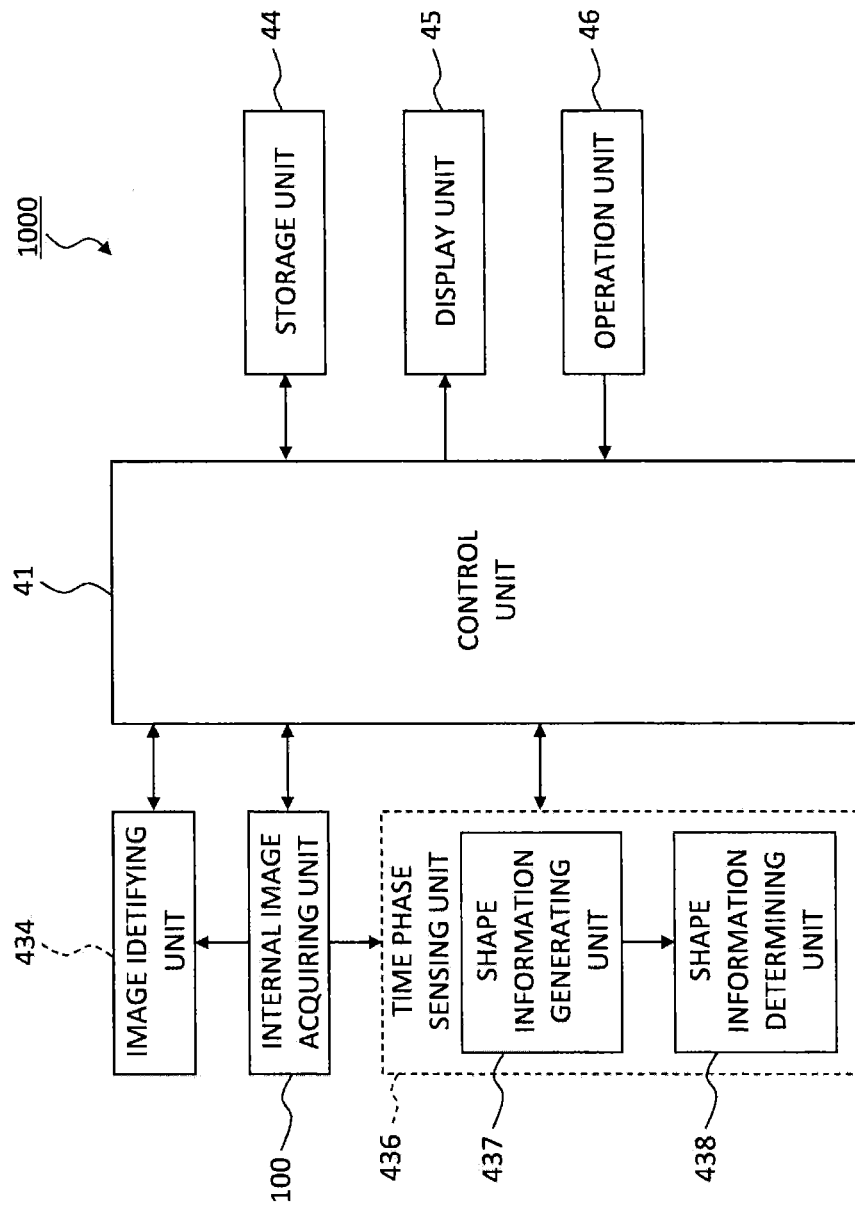 1000
41
434
IMAGE IDETIFYING
UNIT
INTERNAL IMAGE
ACQUIRING UNIT
100
TIME PHASE
SENSING UNIT
436
SHAPE
INFORMATION
GENERATING
UNIT
437
SHAPE
INFORMATION
DETERMINING
UNIT
438
CONTROL
UNIT
STORAGE UNIT
44
DISPLAY UNIT
45
OPERATION UNIT
46